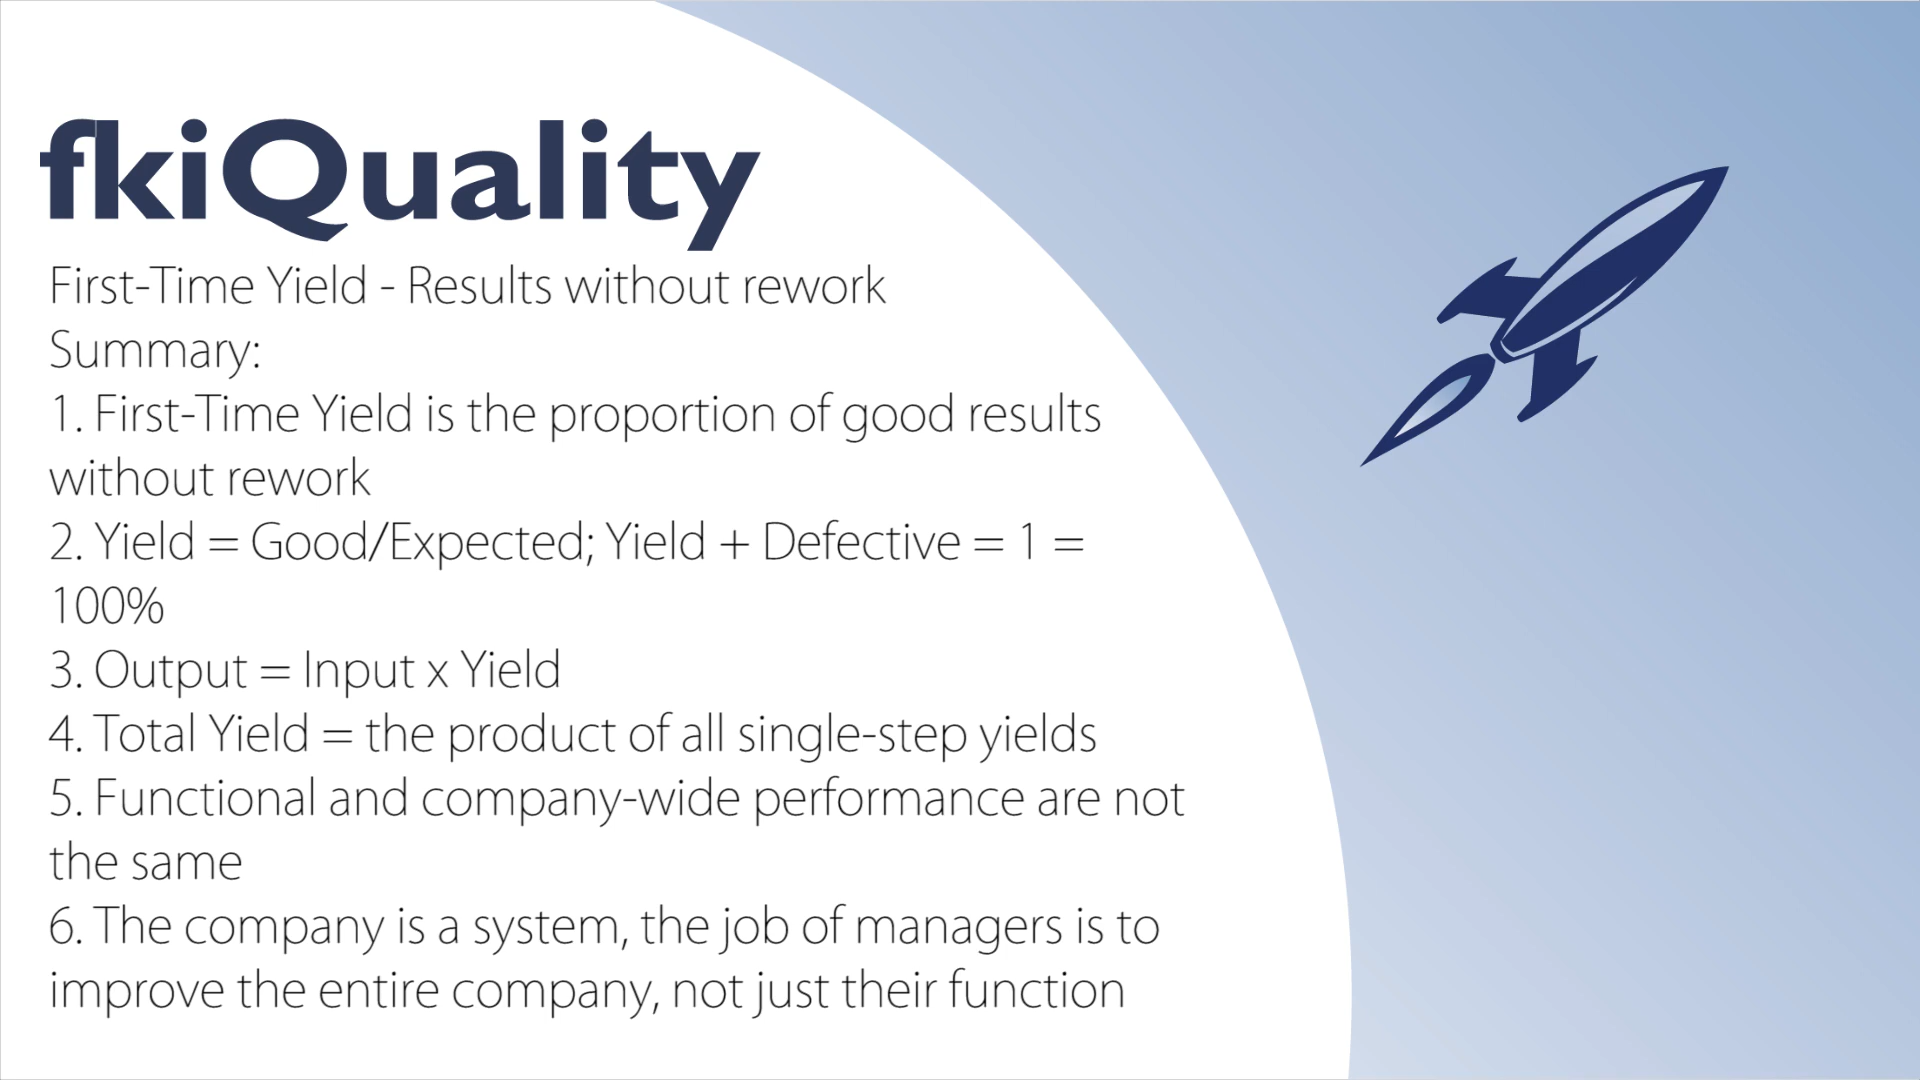 fkiQuality
First-Time Yield - Results without rework
Summary:
1. First-Time Yield is the proportion of good results
without rework
2. Yield = Good/Expected; Yield + Defective = 1 =
100%
3. Output = Input x Yield
4. Total Yield = the product of all single-step yields
5. Functional and company-wide performance are not
the same
6. The company is a system, the job of managers is to
improve the entire company, not just their function